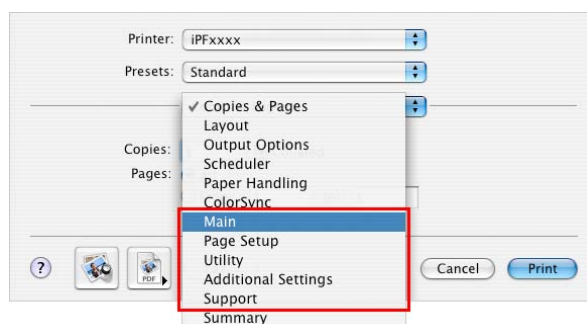 Printer: iPFxxxx
Presets: Standard
✓ Copies & Pages
Layout
Output Options
Copies:
Scheduler
Pages:
Paper Handling
ColorSync
Main
Page Setup
Utility
? PDF Cancel Print
Additional Settings
Support
Summary